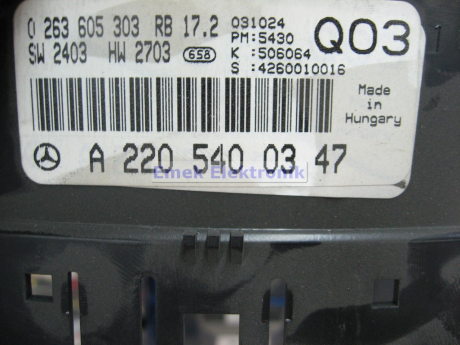 0 263 605 303 RB 17.2
031024
Q03
1
PM:5430
SW 2403 HW 2703 658
K :506064
S :4260010016
Made
in
Hungary
A 220 540 03 47
Emek Elektronik